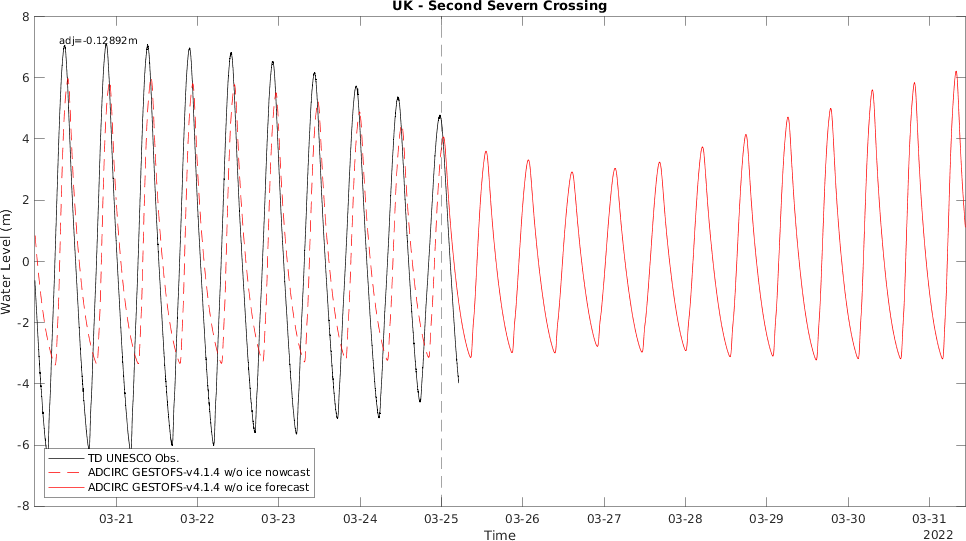 UK - Second Severn Crossing
adj=-0.12892m
8
6
4
2
0
-2
-4
-6
-8
Water Level (m)
TD UNESCO Obs.
ADCIRC GESTOFS-v4.1.4 w/o ice nowcast
ADCIRC GESTOFS-v4.1.4 w/o ice forecast
03-21 03-22 03-23 03-24 03-25 03-26 03-27 03-28 03-29 03-30 03-31
Time
2022